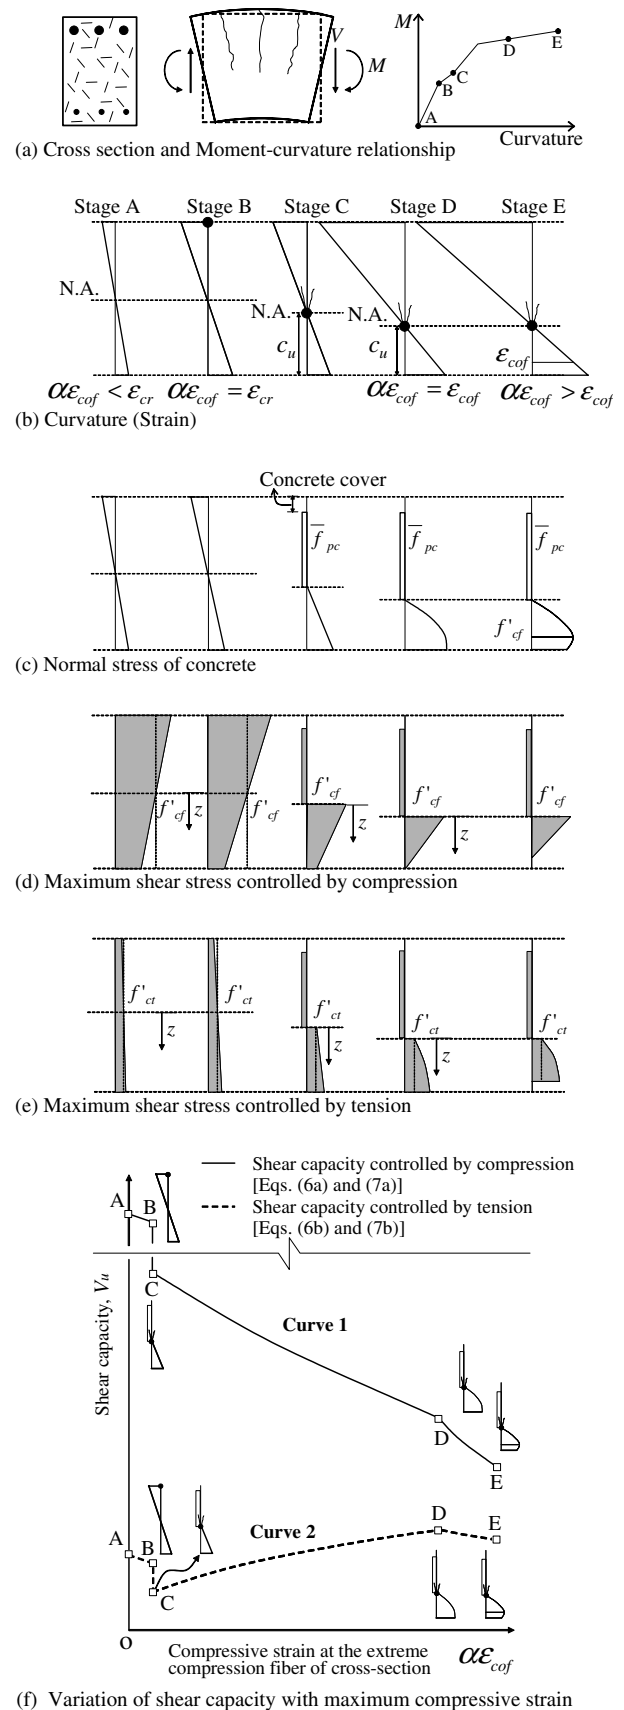 M
V
M
A
B
C
D
E
Curvature
(a) Cross section and Moment-curvature relationship
Stage A Stage B Stage C Stage D Stage E
N.A.
N.A.
N.A.
c_u
c_u
ε_cof
αε_cof < ε_cr αε_cof = ε_cr αε_cof = ε_cof αε_cof > ε_cof
(b) Curvature (Strain)
Concrete cover
f̅_pc f̅_pc f̅_pc
f'_cf
(c) Normal stress of concrete
f'_cf z f'_cf f'_cf z f'_cf z f'_cf
(d) Maximum shear stress controlled by compression
f'_ct z f'_ct f'_ct z f'_ct z f'_ct
(e) Maximum shear stress controlled by tension
Shear capacity controlled by compression
[Eqs. (6a) and (7a)]
Shear capacity controlled by tension
[Eqs. (6b) and (7b)]
A
B
C
Curve 1
D
E
Shear capacity, V_u
A
B
C
Curve 2
D
E
O
Compressive strain at the extreme
compression fiber of cross-section
αε_cof
(f) Variation of shear capacity with maximum compressive strain